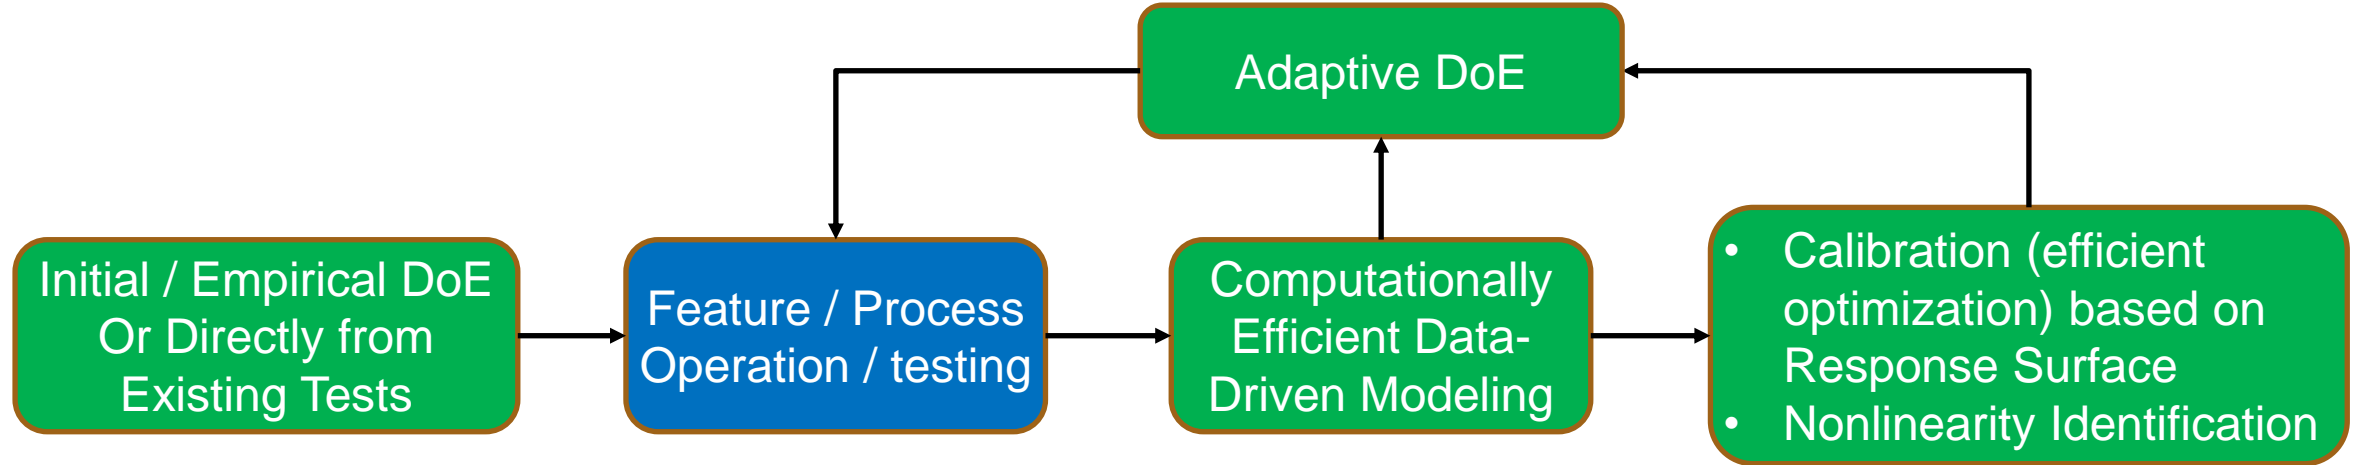 Adaptive DoE
Initial / Empirical DoE
Or Directly from
Existing Tests
Feature / Process
Operation / testing
Computationally
Efficient Data-
Driven Modeling
• Calibration (efficient
optimization) based on
Response Surface
• Nonlinearity Identification